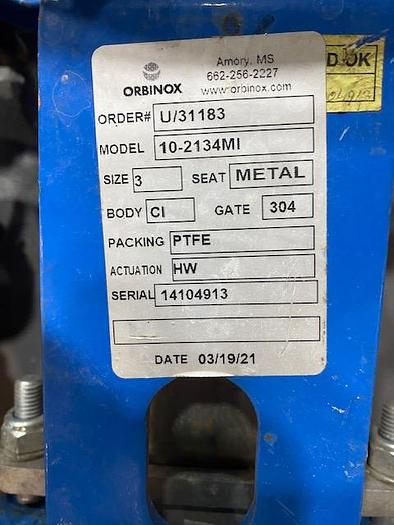 Amory, MS
662-256-2227
ORBINOX www.orbinox.com
ORDER# U/31183
MODEL 10-2134MI
SIZE 3 SEAT METAL
BODY CI GATE 304
PACKING PTFE
ACTUATION HW
SERIAL 14104913
DATE 03/19/21
D OK